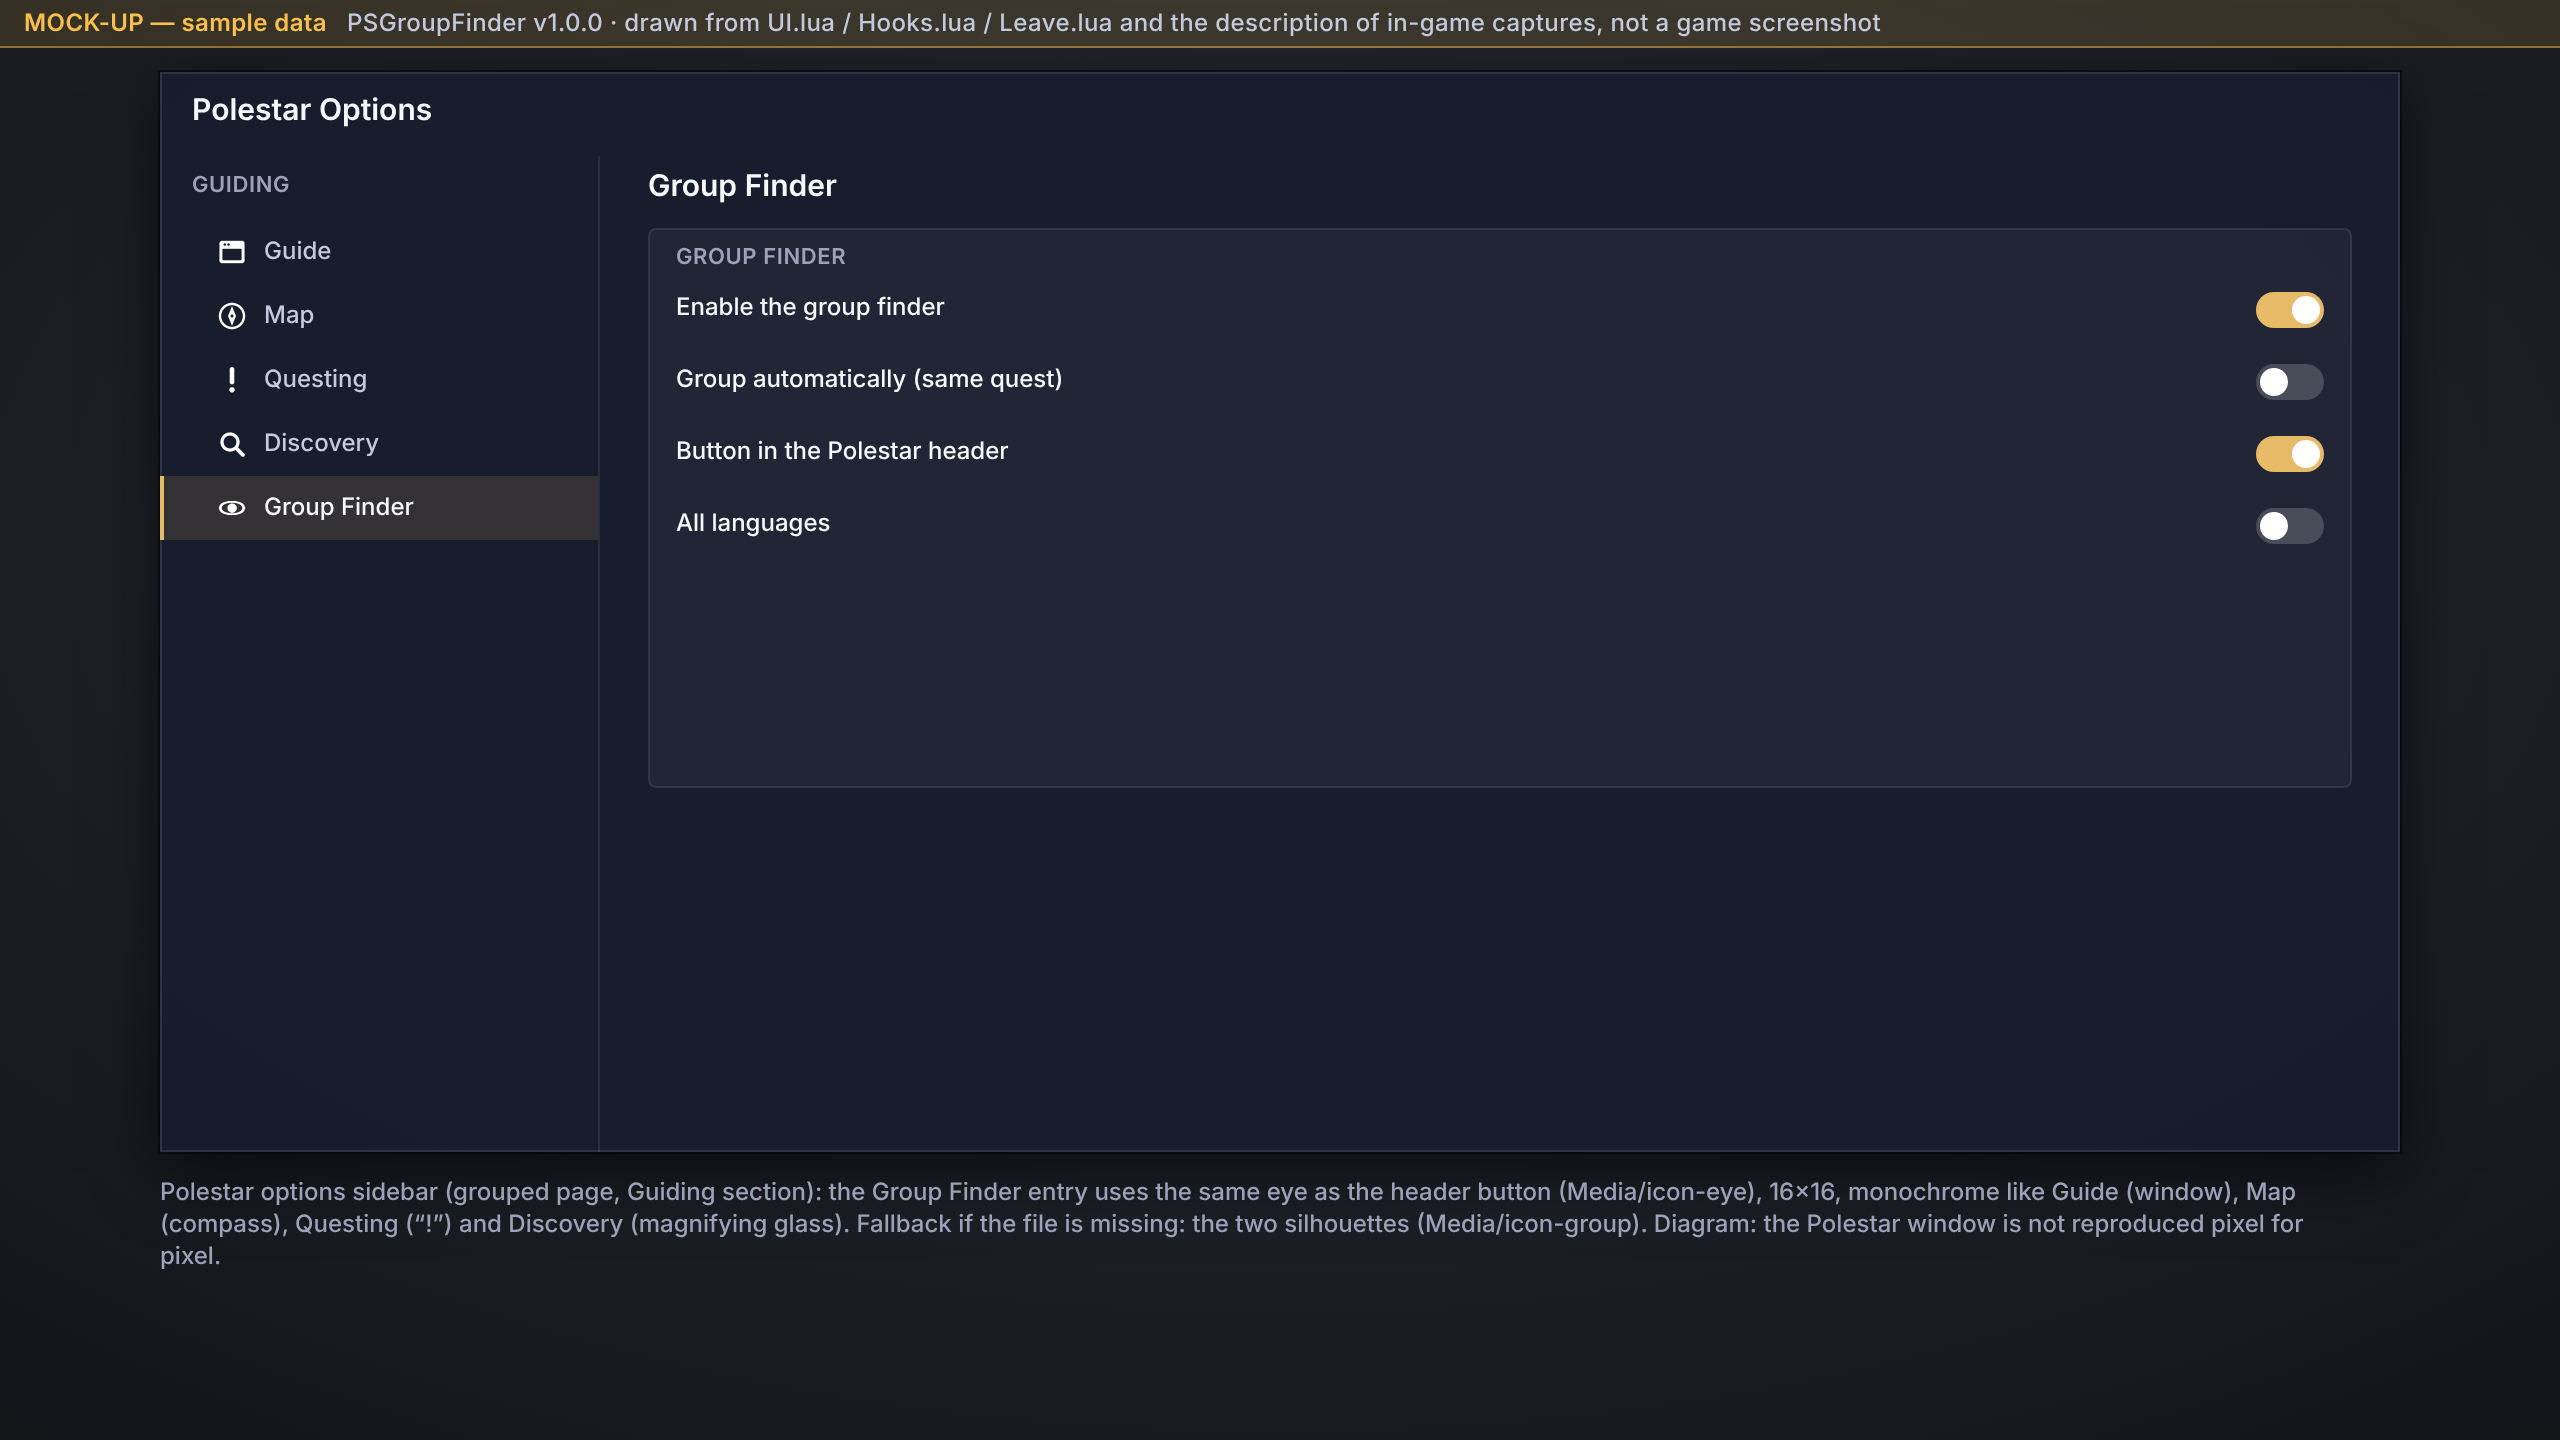 MOCK-UP — sample data PSGroupFinder v1.0.0 · drawn from UI.lua / Hooks.lua / Leave.lua and the description of in-game captures, not a game screenshot
Polestar Options
GUIDING
Guide
Map
Questing
Discovery
Group Finder
Group Finder
GROUP FINDER
Enable the group finder
Group automatically (same quest)
Button in the Polestar header
All languages
Polestar options sidebar (grouped page, Guiding section): the Group Finder entry uses the same eye as the header button (Media/icon-eye), 16×16, monochrome like Guide (window), Map
(compass), Questing (“!”) and Discovery (magnifying glass). Fallback if the file is missing: the two silhouettes (Media/icon-group). Diagram: the Polestar window is not reproduced pixel for
pixel.